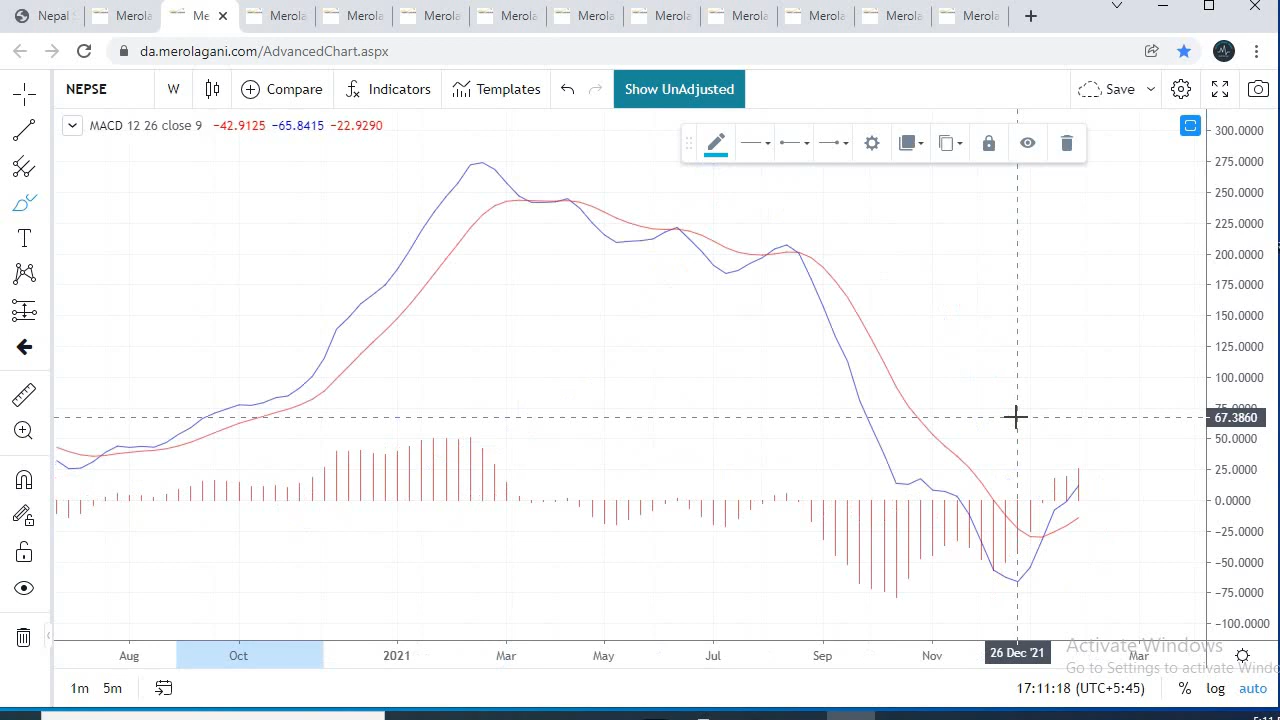 Nepal S
Merola
Me
Merola
Merola
Merola
Merola
Merola
Merola
Merola
Merola
Merola
Merola
da.merolagani.com/AdvancedChart.aspx
NEPSE
W
Compare
Indicators
Templates
Show UnAdjusted
Save
MACD 12 26 close 9 −42.9125 −65.8415 −22.9290
300.0000
275.0000
250.0000
225.0000
200.0000
175.0000
150.0000
125.0000
100.0000
75.0000
67.3860
50.0000
25.0000
0.0000
−25.0000
−50.0000
−75.0000
−100.0000
Aug
Oct
2021
Mar
May
Jul
Sep
Nov
26 Dec '21
Mar
Activate Windows
Go to Settings to activate Windo
1m
5m
17:11:18 (UTC+5:45)
%
log
auto